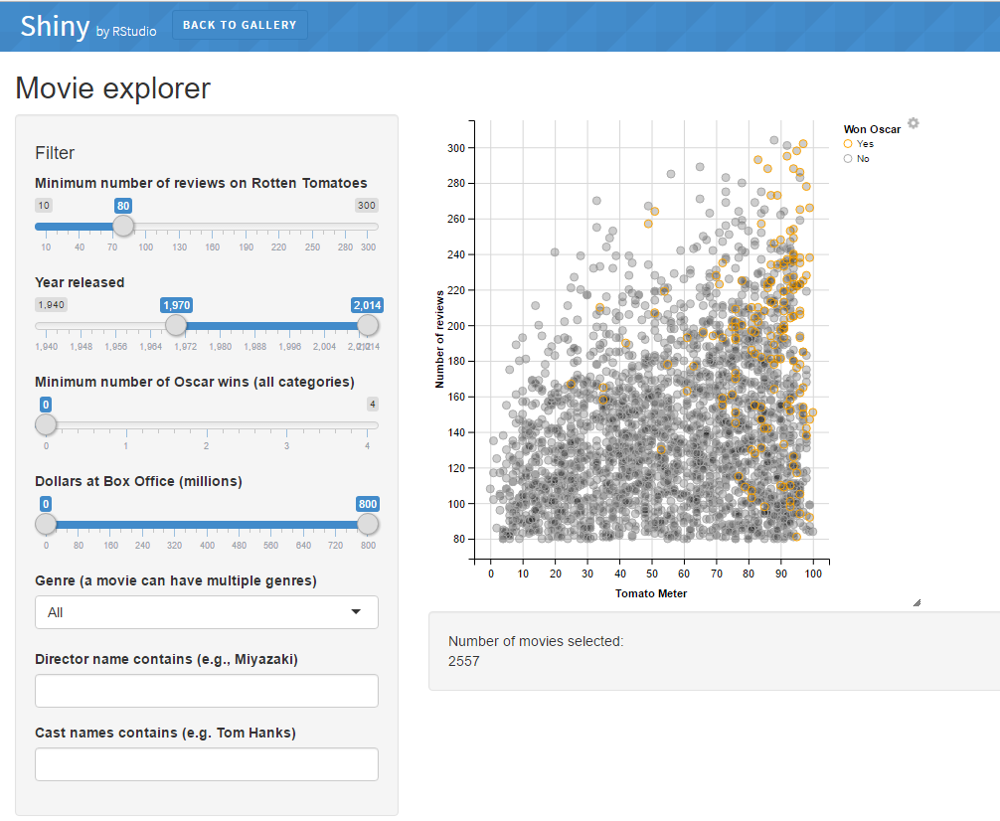 Shiny by RStudio BACK TO GALLERY
Movie explorer
Filter
Minimum number of reviews on Rotten Tomatoes
10 80 300
10 40 70 100 130 160 190 220 250 280 300
Year released
1,940 1,970 2,014
1,940 1,948 1,956 1,964 1,972 1,980 1,988 1,996 2,004 2,014
Minimum number of Oscar wins (all categories)
0 4
0 1 2 3 4
Dollars at Box Office (millions)
0 800
0 80 160 240 320 400 480 560 640 720 800
Genre (a movie can have multiple genres)
All
Director name contains (e.g., Miyazaki)
Cast names contains (e.g. Tom Hanks)
Number of reviews
300
280
260
240
220
200
180
160
140
120
100
80
0 10 20 30 40 50 60 70 80 90 100
Tomato Meter
Won Oscar
Yes
No
Number of movies selected:
2557